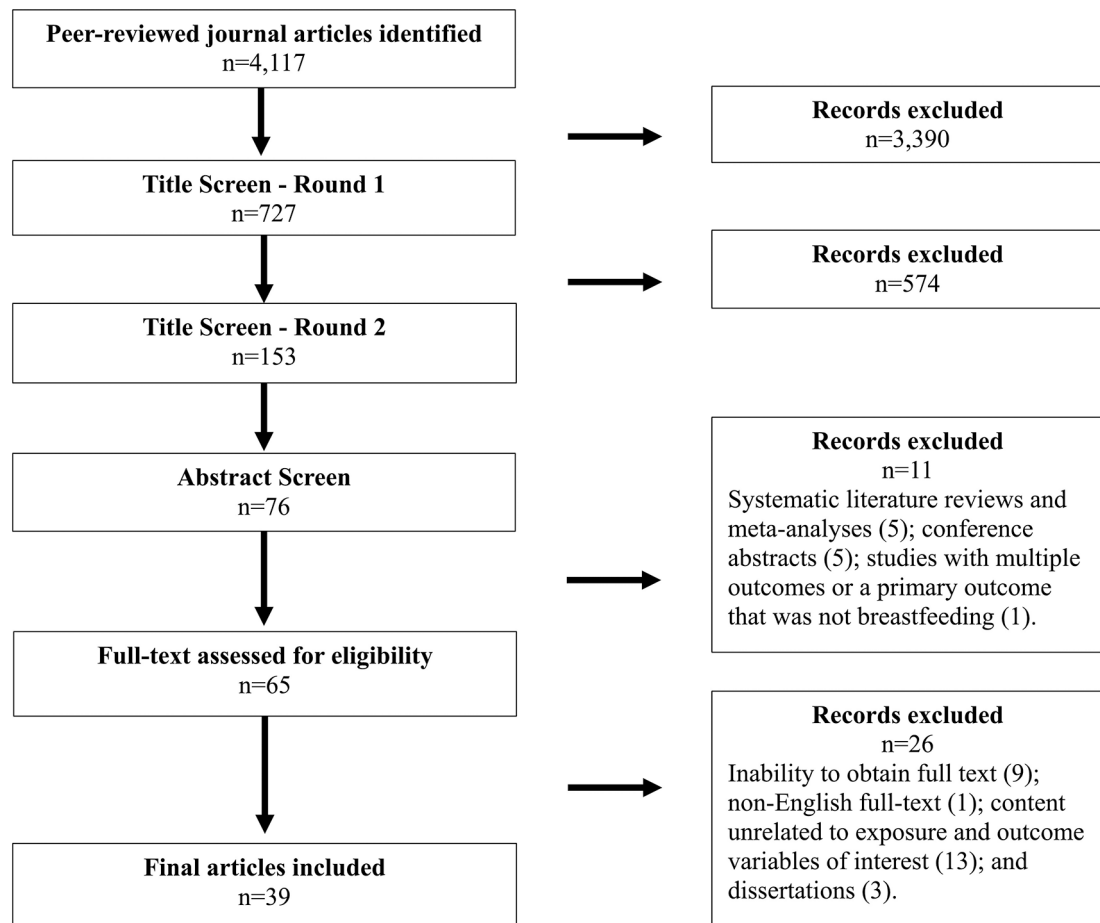 Peer-reviewed journal articles identified
n=4,117
Records excluded
n=3,390
Title Screen - Round 1
n=727
Records excluded
n=574
Title Screen - Round 2
n=153
Abstract Screen
n=76
Records excluded
n=11
Systematic literature reviews and
meta-analyses (5); conference
abstracts (5); studies with multiple
outcomes or a primary outcome
that was not breastfeeding (1).
Full-text assessed for eligibility
n=65
Records excluded
n=26
Inability to obtain full text (9);
non-English full-text (1); content
unrelated to exposure and outcome
variables of interest (13); and
dissertations (3).
Final articles included
n=39